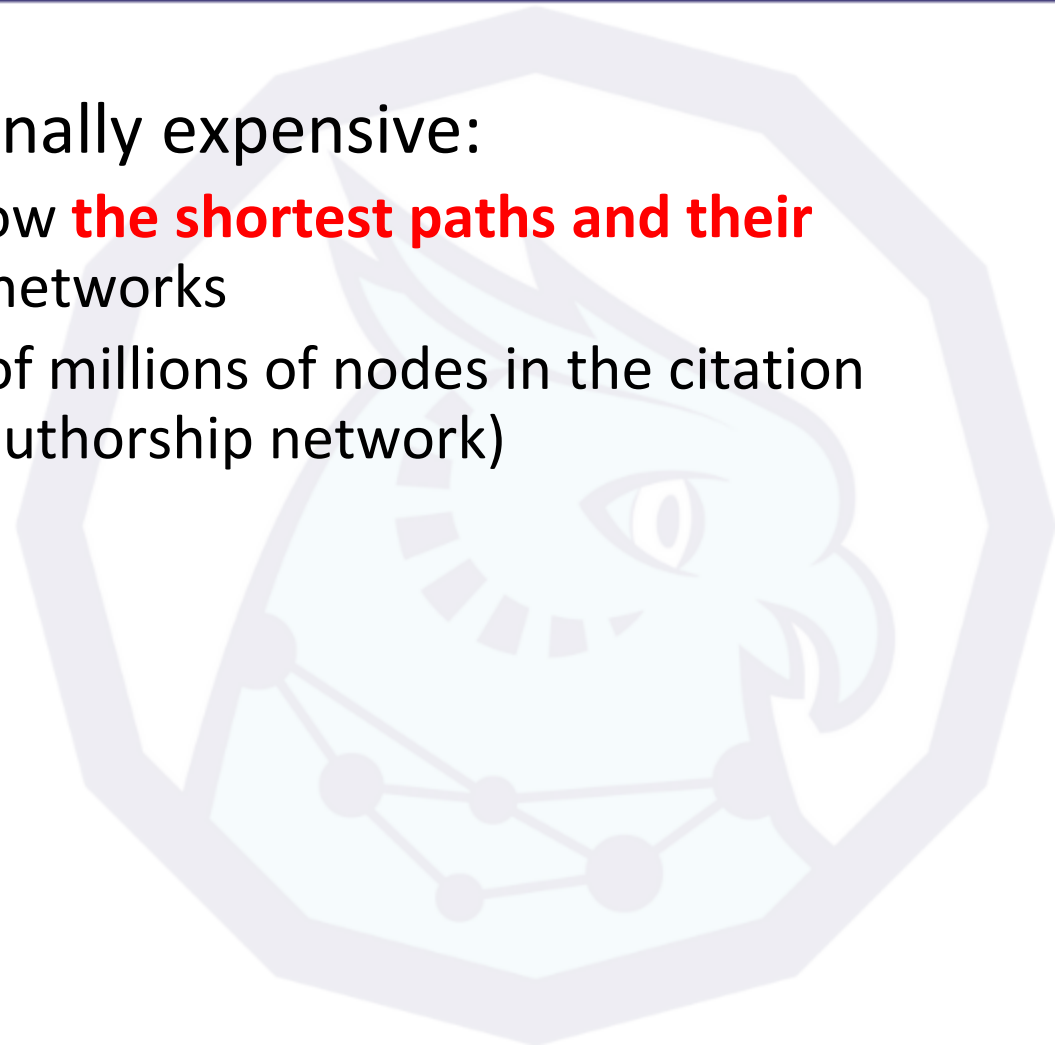 nally expensive:
ow the shortest paths and their
networks
of millions of nodes in the citation
uthorship network)